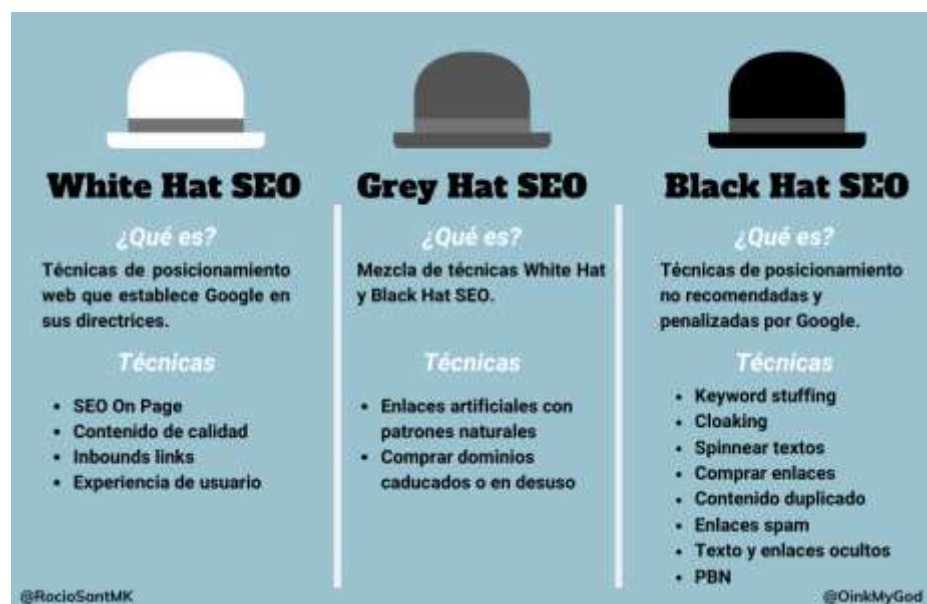 White Hat SEO
¿Qué es?
Técnicas de posicionamiento
web que establece Google en
sus directrices.
Técnicas
• SEO On Page
• Contenido de calidad
• Inbounds links
• Experiencia de usuario
Grey Hat SEO
¿Qué es?
Mezcla de técnicas White Hat
y Black Hat SEO.
Técnicas
• Enlaces artificiales con
patrones naturales
• Comprar dominios
caducados o en desuso
Black Hat SEO
¿Qué es?
Técnicas de posicionamiento
no recomendadas y
penalizadas por Google.
Técnicas
• Keyword stuffing
• Cloaking
• Spinnear textos
• Comprar enlaces
• Contenido duplicado
• Enlaces spam
• Texto y enlaces ocultos
• PBN
@RocioSantMK
@OinkMyGod